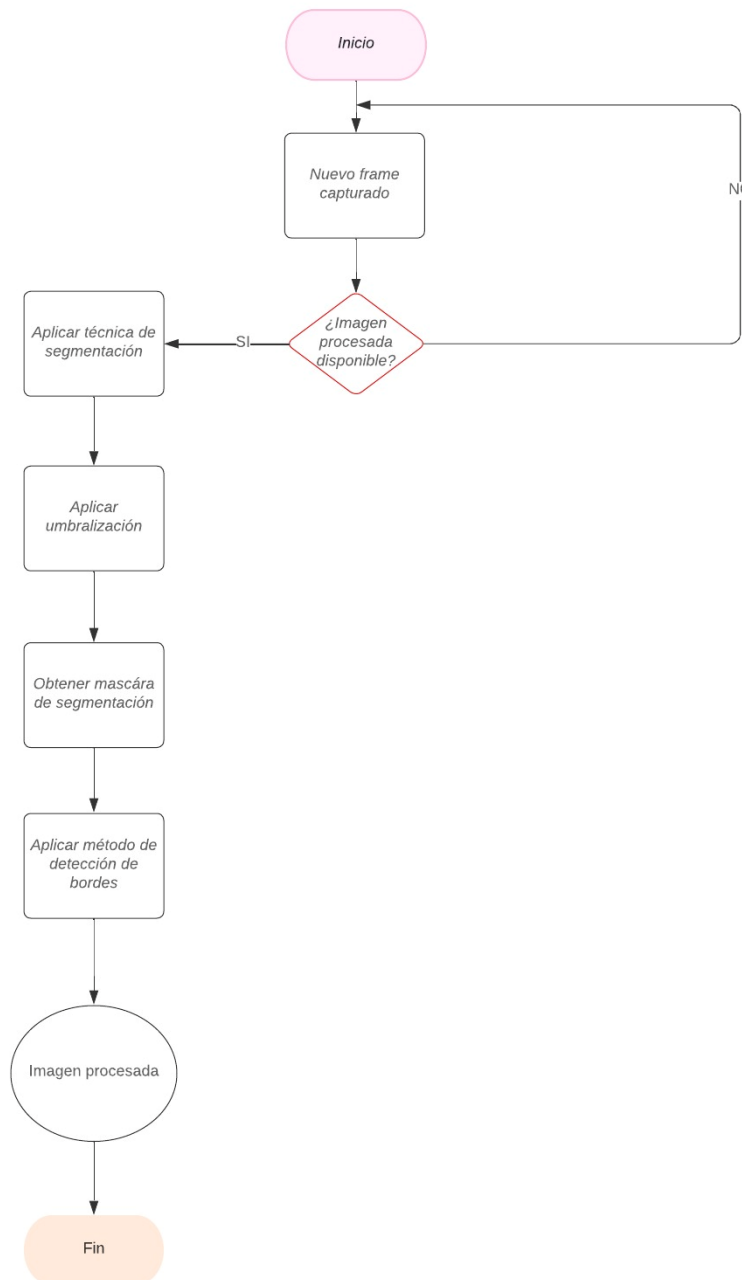 Inicio
Nuevo frame
capturado
¿Imagen
procesada
disponible?
SI
Aplicar técnica de
segmentación
Aplicar
umbralización
Obtener mascára
de segmentación
Aplicar método de
detección de
bordes
Imagen procesada
Fin